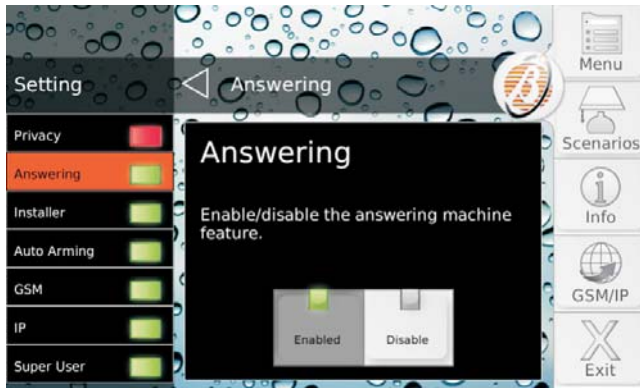 Setting
Answering
Privacy
Answering
Installer
Auto Arming
GSM
IP
Super User
Answering
Enable/disable the answering machine
feature.
Enabled
Disable
Menu
Scenarios
Info
GSM/IP
Exit